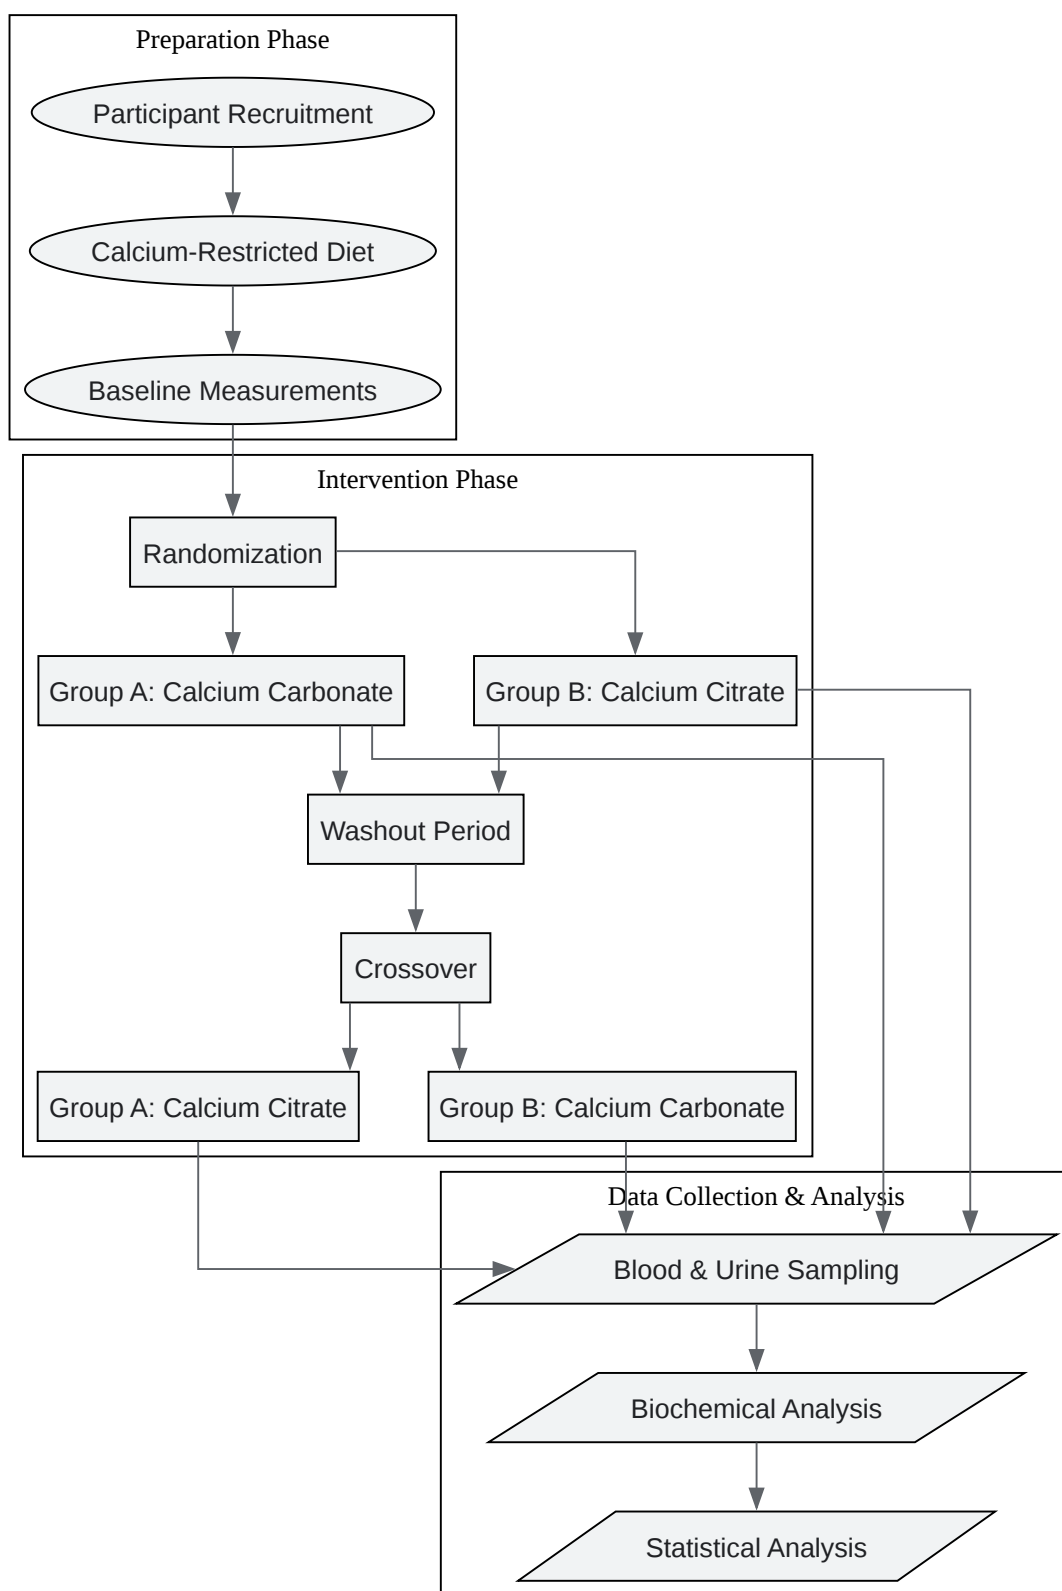 Preparation Phase
Participant Recruitment
Calcium-Restricted Diet
Baseline Measurements
Intervention Phase
Randomization
Group A: Calcium Carbonate
Group B: Calcium Citrate
Washout Period
Crossover
Group A: Calcium Citrate
Group B: Calcium Carbonate
Data Collection & Analysis
Blood & Urine Sampling
Biochemical Analysis
Statistical Analysis